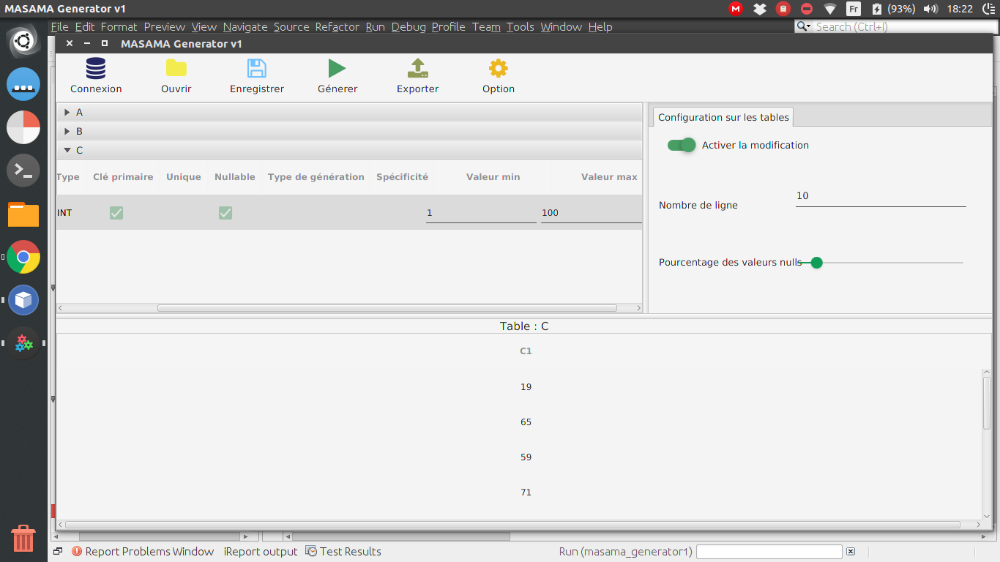 MASAMA Generator v1
M
Fr
(93%)
18:22
File Edit Format Preview View Navigate Source Refactor Run Debug Profile Team Tools Window Help
Search (Ctrl+I)
MASAMA Generator v1
Connexion Ouvrir Enregistrer Génerer Exporter Option
A
B
C
Type Clé primaire Unique Nullable Type de génération Spécificité Valeur min Valeur max
INT 1 100
Configuration sur les tables
Activer la modification
Nombre de ligne 10
Pourcentage des valeurs nulls
Table : C
C1
19
65
59
71
Report Problems Window iReport output Test Results Run (masama_generator1)